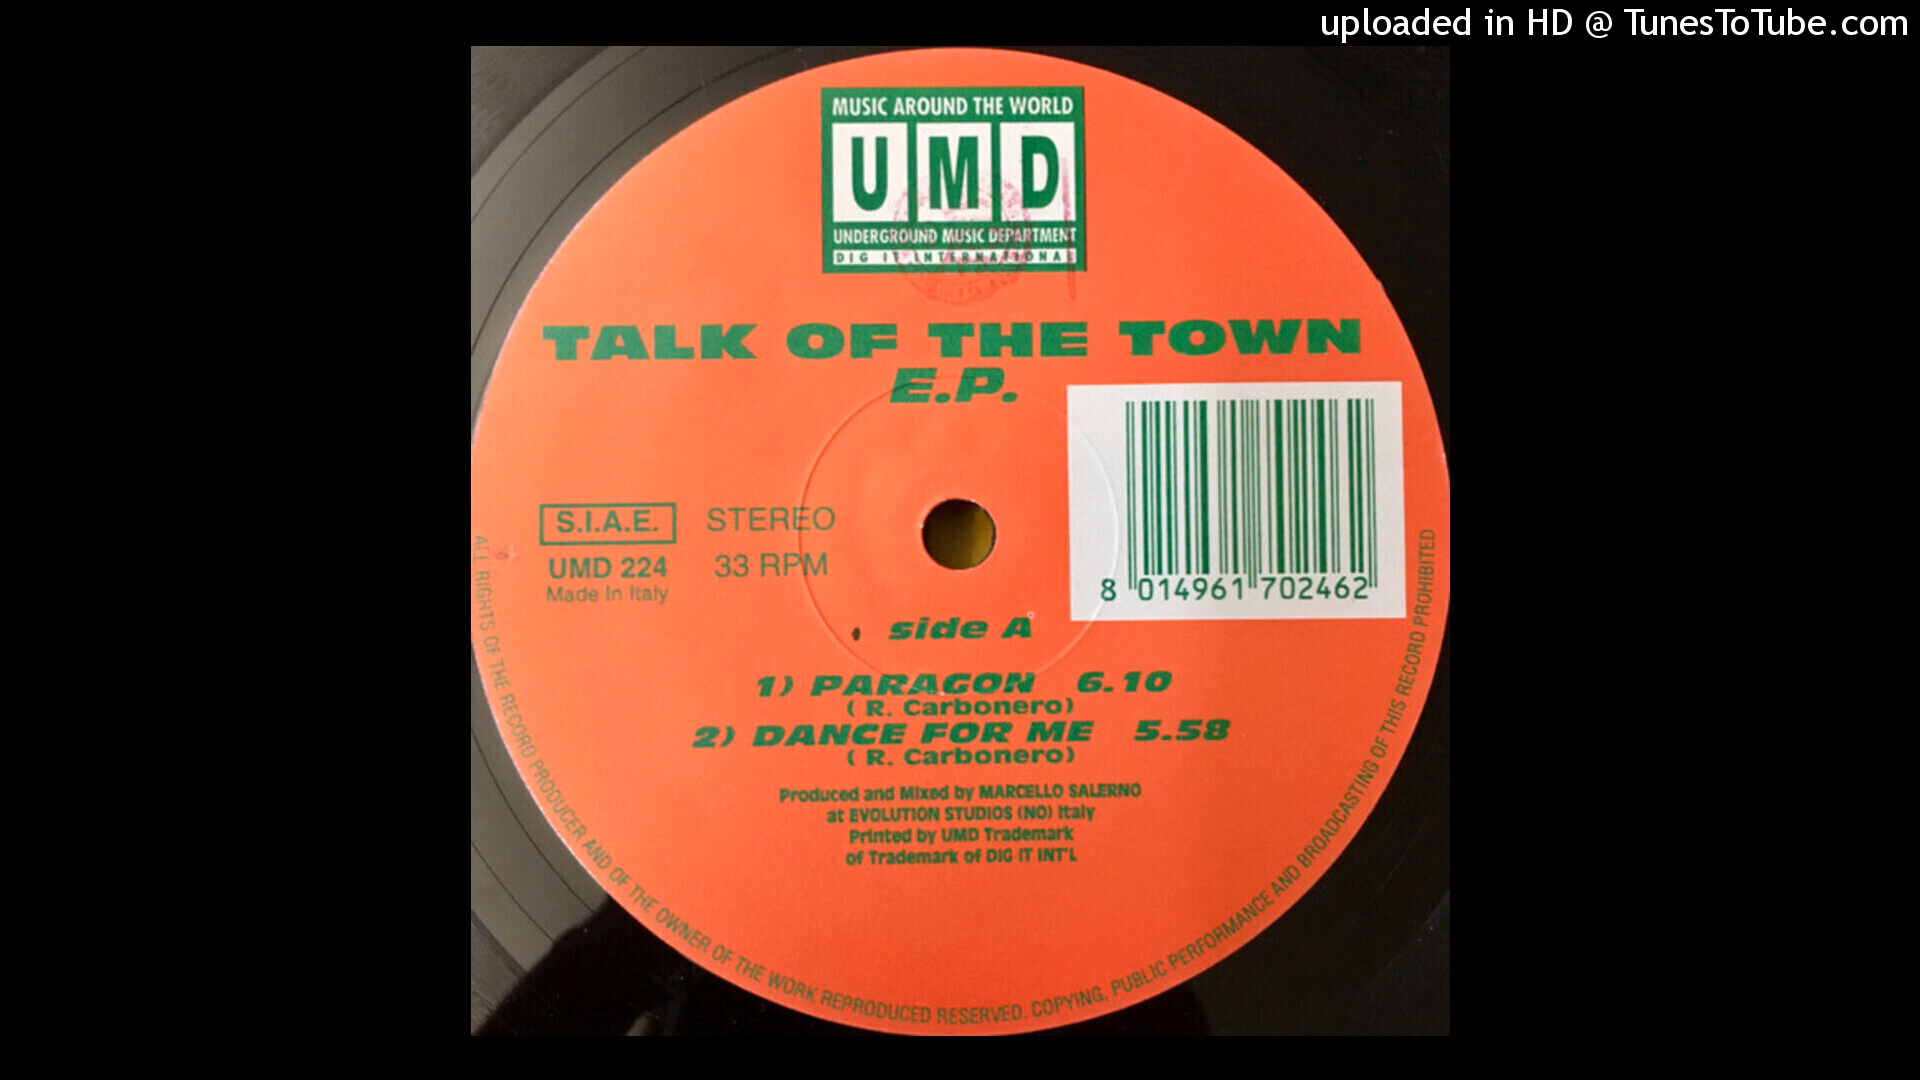 uploaded in HD @ TunesToTube.com
MUSIC AROUND THE WORLD
UMD
UNDERGROUND MUSIC DEPARTMENT
DIG IT INTERNATIONAL
TALK OF THE TOWN
E.P.
S.I.A.E.
STEREO
UMD 224
33 RPM
Made In Italy
8 014961 702462
side A
1) PARAGON 6.10
( R. Carbonero)
2) DANCE FOR ME 5.58
( R. Carbonero)
Produced and Mixed by MARCELLO SALERNO
at EVOLUTION STUDIOS (NO) Italy
Printed by UMD Trademark
of Trademark of DIG IT INT'L
ALL RIGHTS OF THE RECORD PRODUCER AND OF THE OWNER OF THE WORK REPRODUCED RESERVED. COPYING, PUBLIC PERFORMANCE AND BROADCASTING OF THIS RECORD PROHIBITED